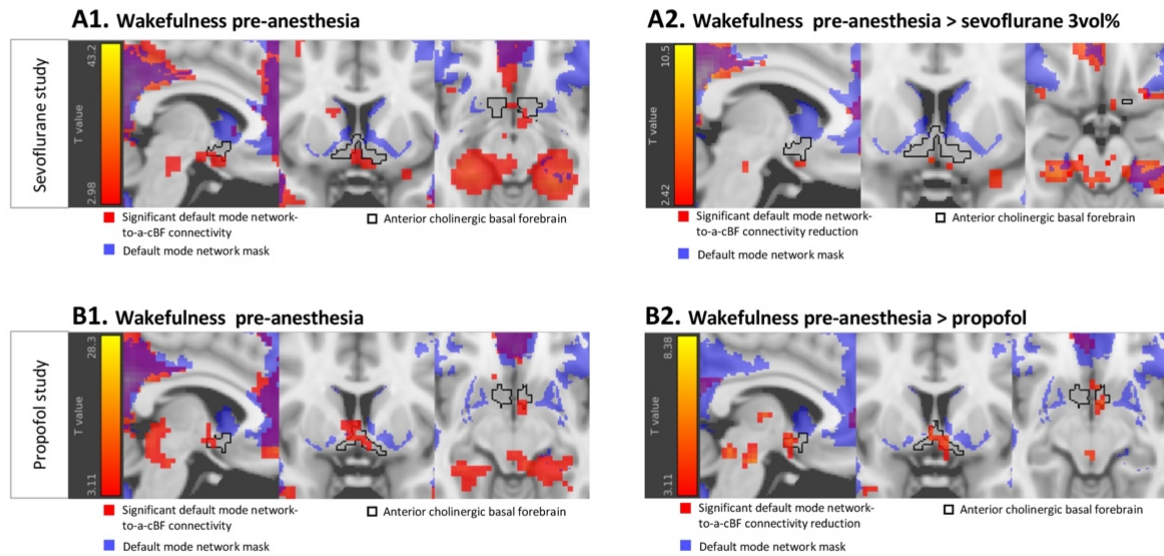 A1. Wakefulness pre-anesthesia
A2. Wakefulness pre-anesthesia > sevoflurane 3vol%
Sevoflurane study
43.2
T value
2.98
10.5
T value
2.42
Significant default mode network-
to-a-cBF connectivity
Anterior cholinergic basal forebrain
Default mode network mask
Significant default mode network-
to-a-cBF connectivity reduction
Anterior cholinergic basal forebrain
Default mode network mask
B1. Wakefulness pre-anesthesia
B2. Wakefulness pre-anesthesia > propofol
Propofol study
28.3
T value
3.11
8.38
T value
3.11
Significant default mode network-
to-a-cBF connectivity
Anterior cholinergic basal forebrain
Default mode network mask
Significant default mode network-
to-a-cBF connectivity reduction
Anterior cholinergic basal forebrain
Default mode network mask